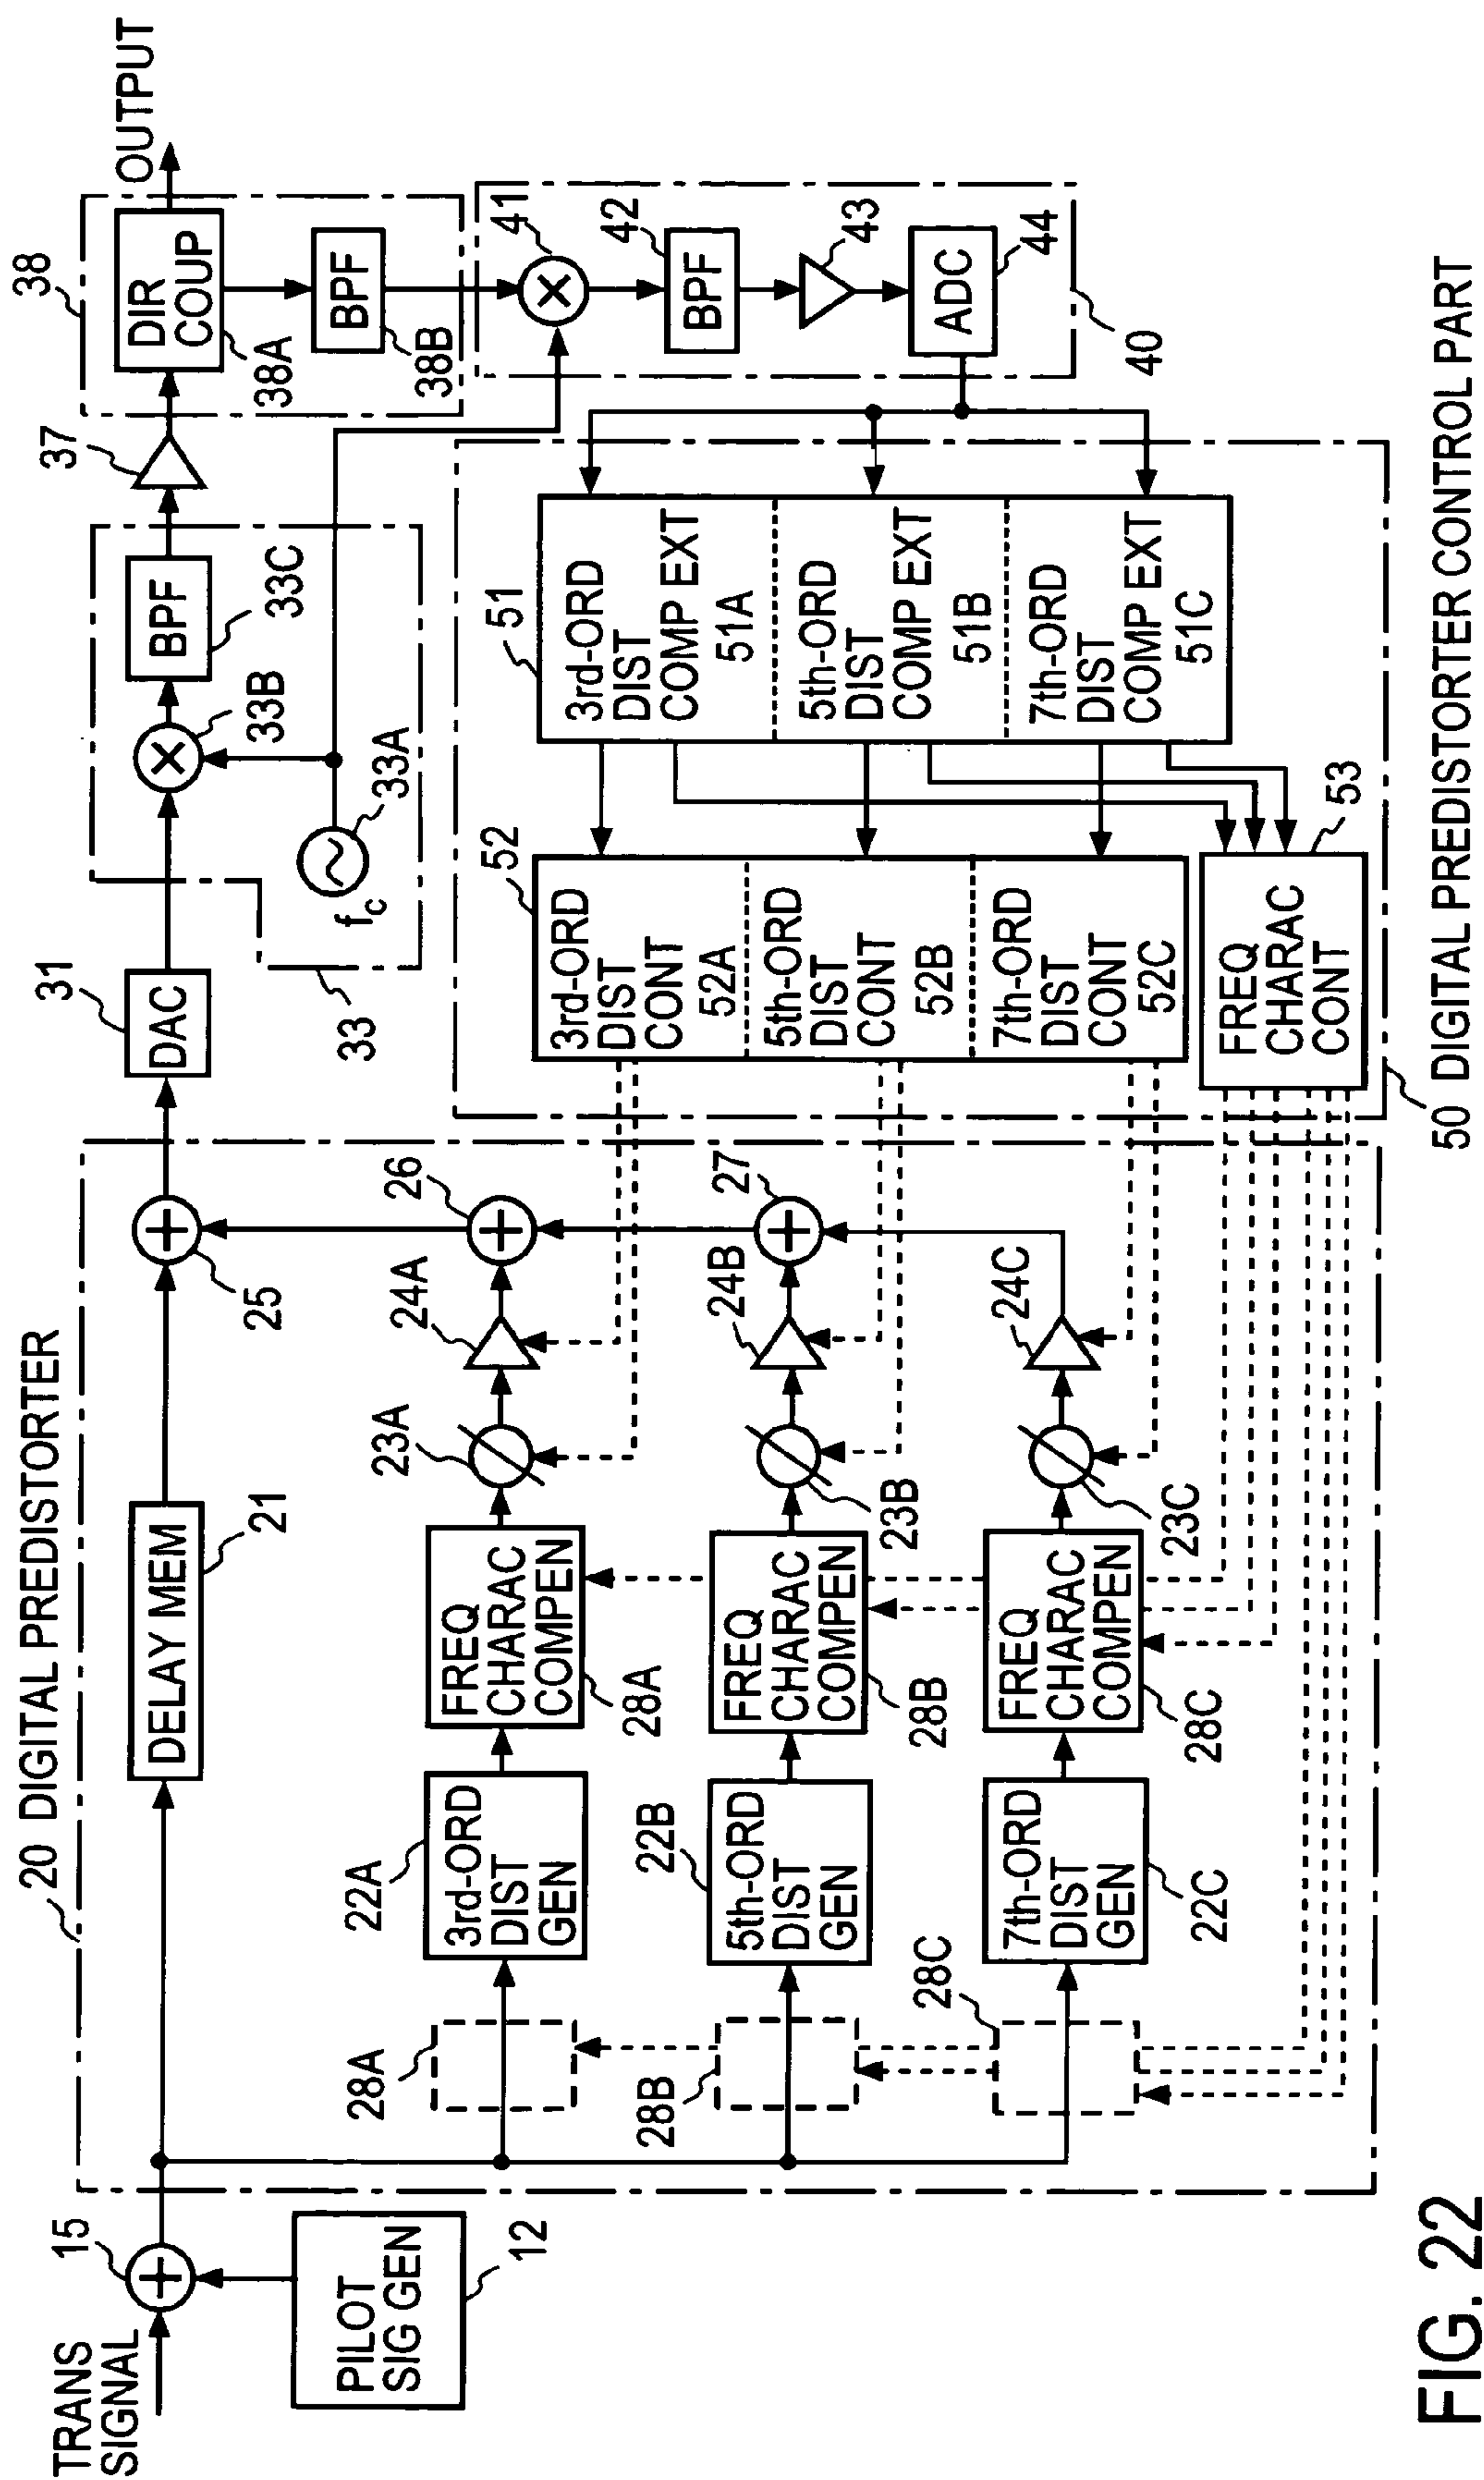 TRANS
SIGNAL
15
PILOT
SIG GEN
12
20 DIGITAL PREDISTORTER
DELAY MEM
21
25
28A
22A
3rd-ORD
DIST
GEN
FREQ
CHARAC
COMPEN
28A
23A
24A
26
28B
22B
5th-ORD
DIST
GEN
FREQ
CHARAC
COMPEN
28B
23B
24B
27
28C
7th-ORD
DIST
GEN
22C
FREQ
CHARAC
COMPEN
28C
23C
24C
31
DAC
33
33B
BPF
33C
fc
33A
37
38
DIR
COUP
38A
BPF
38B
OUTPUT
41
42
BPF
43
ADC
44
40
51
3rd-ORD
DIST
COMP EXT
51A
5th-ORD
DIST
COMP EXT
51B
7th-ORD
DIST
COMP EXT
51C
52
3rd-ORD
DIST
CONT
52A
5th-ORD
DIST
CONT
52B
7th-ORD
DIST
CONT
52C
53
FREQ
CHARAC
CONT
50 DIGITAL PREDISTORTER CONTROL PART
FIG. 22